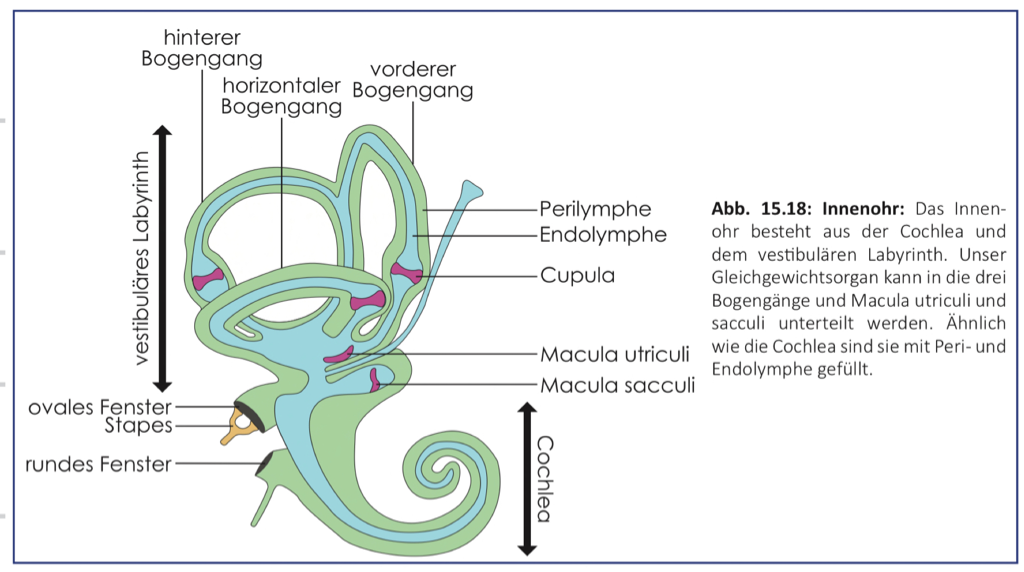 hinterer
Bogengang
horizontaler
Bogengang
vorderer
Bogengang
vestibuläres Labyrinth
Perilymphe
Endolymphe
Cupula
Macula utriculi
Macula sacculi
ovales Fenster
Stapes
rundes Fenster
Cochlea
Abb. 15.18: Innenohr: Das Innen-
ohr besteht aus der Cochlea und
dem vestibulären Labyrinth. Unser
Gleichgewichtsorgan kann in die drei
Bogengänge und Macula utriculi und
sacculi unterteilt werden. Ähnlich
wie die Cochlea sind sie mit Peri- und
Endolymphe gefüllt.